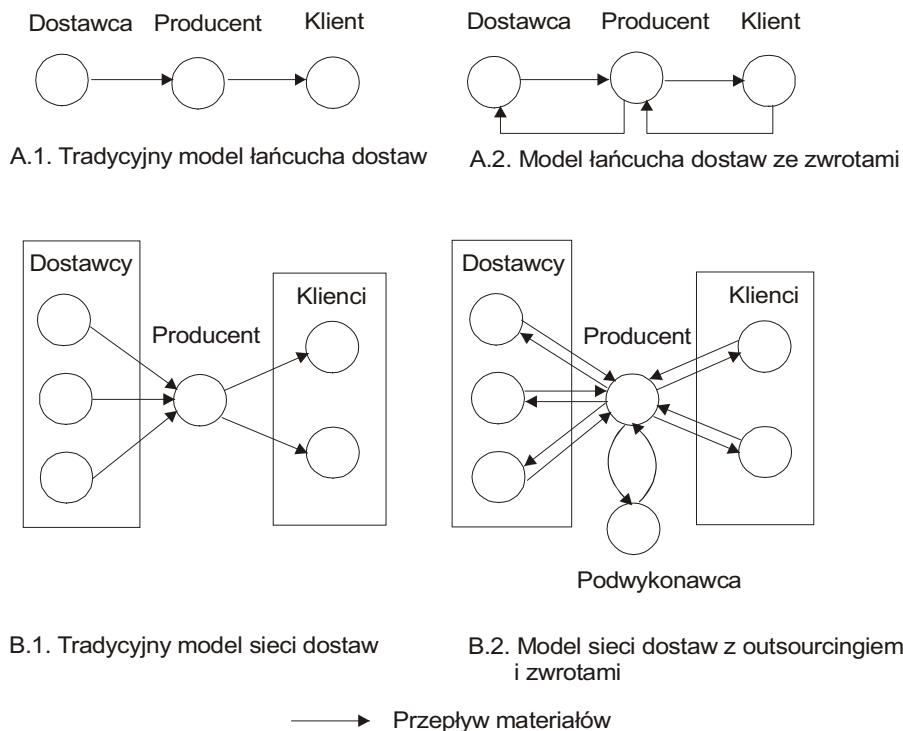 Dostawca Producent Klient
Dostawca Producent Klient
A.1. Tradycyjny model łańcucha dostaw
A.2. Model łańcucha dostaw ze zwrotami
Dostawcy
Producent
Klienci
Dostawcy
Producent
Klienci
Podwykonawca
B.1. Tradycyjny model sieci dostaw
B.2. Model sieci dostaw z outsourcingiem
i zwrotami
Przepływ materiałów